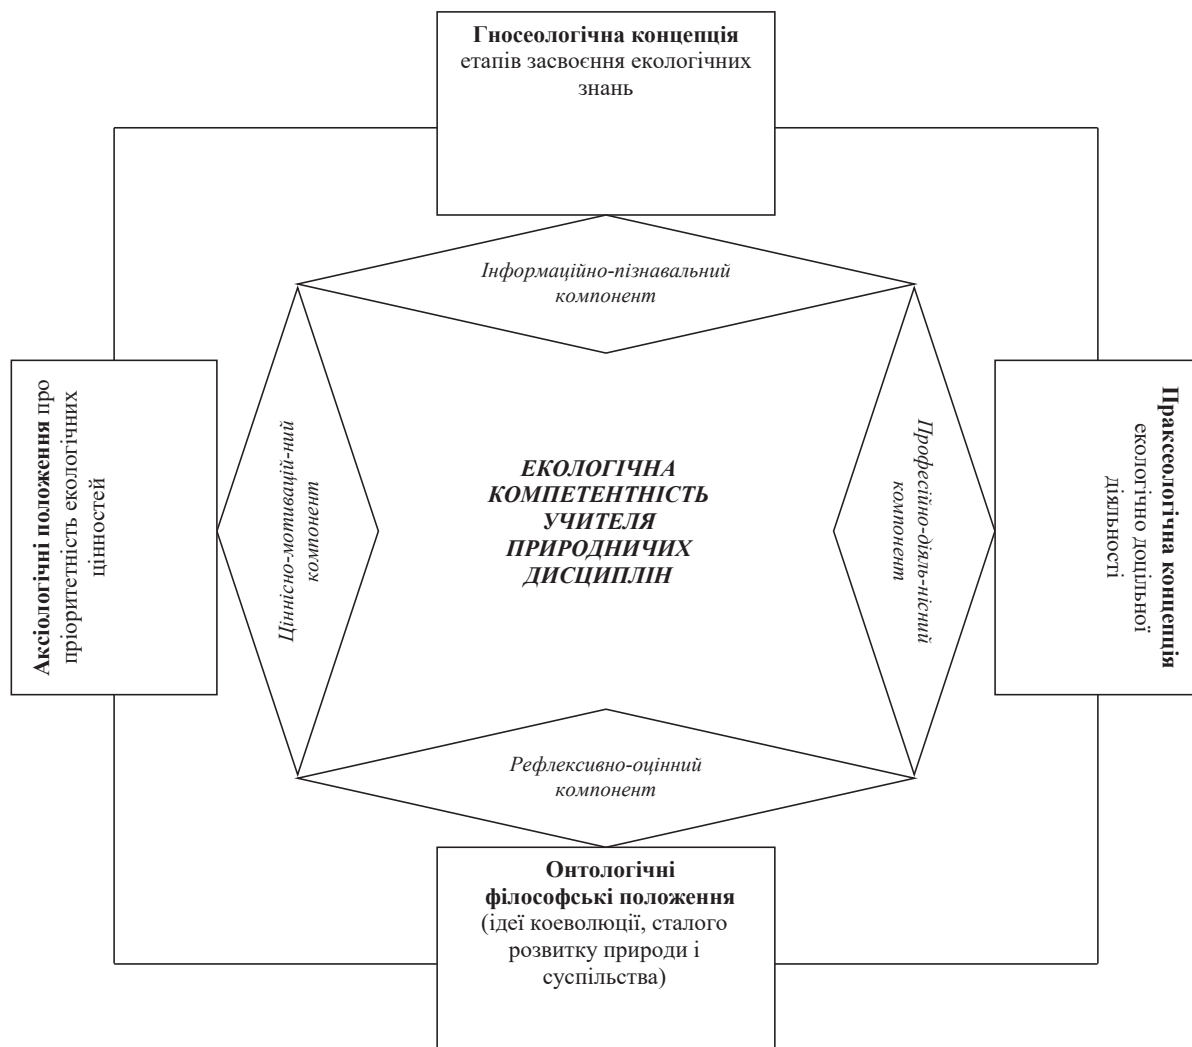 Гносеологічна концепція
етапів засвоєння екологічних
знань
Інформаційно-пізнавальний
компонент
Аксіологічні положення про
пріоритетність екологічних
цінностей
Ціннісно-мотивацій-ний
компонент
ЕКОЛОГІЧНА
КОМПЕТЕНТНІСТЬ
УЧИТЕЛЯ
ПРИРОДНИЧИХ
ДИСЦИПЛІН
Професійно-діяль-нісний
компонент
Праксеологічна концепція
екологічно доцільної
діяльності
Рефлексивно-оцінний
компонент
Онтологічні
філософські положення
(ідеї коеволюції, сталого
розвитку природи і
суспільства)